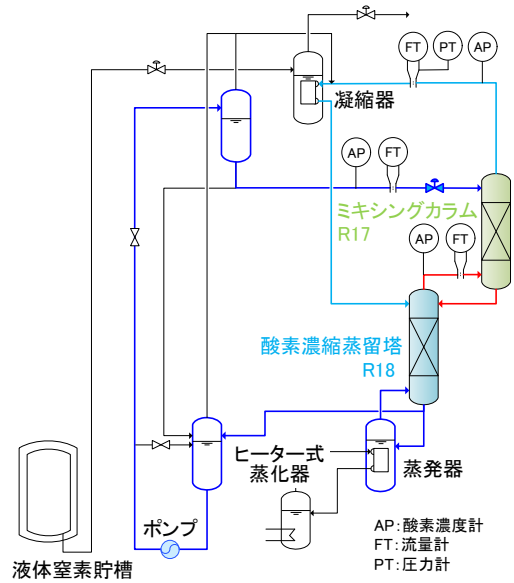 FT
PT
AP
凝縮器
AP
FT
ミキシングカラム
R17
AP
FT
酸素濃縮蒸留塔
R18
ヒーター式
蒸化器
蒸発器
ポンプ
液体窒素貯槽
AP:酸素濃度計
FT:流量計
PT:圧力計